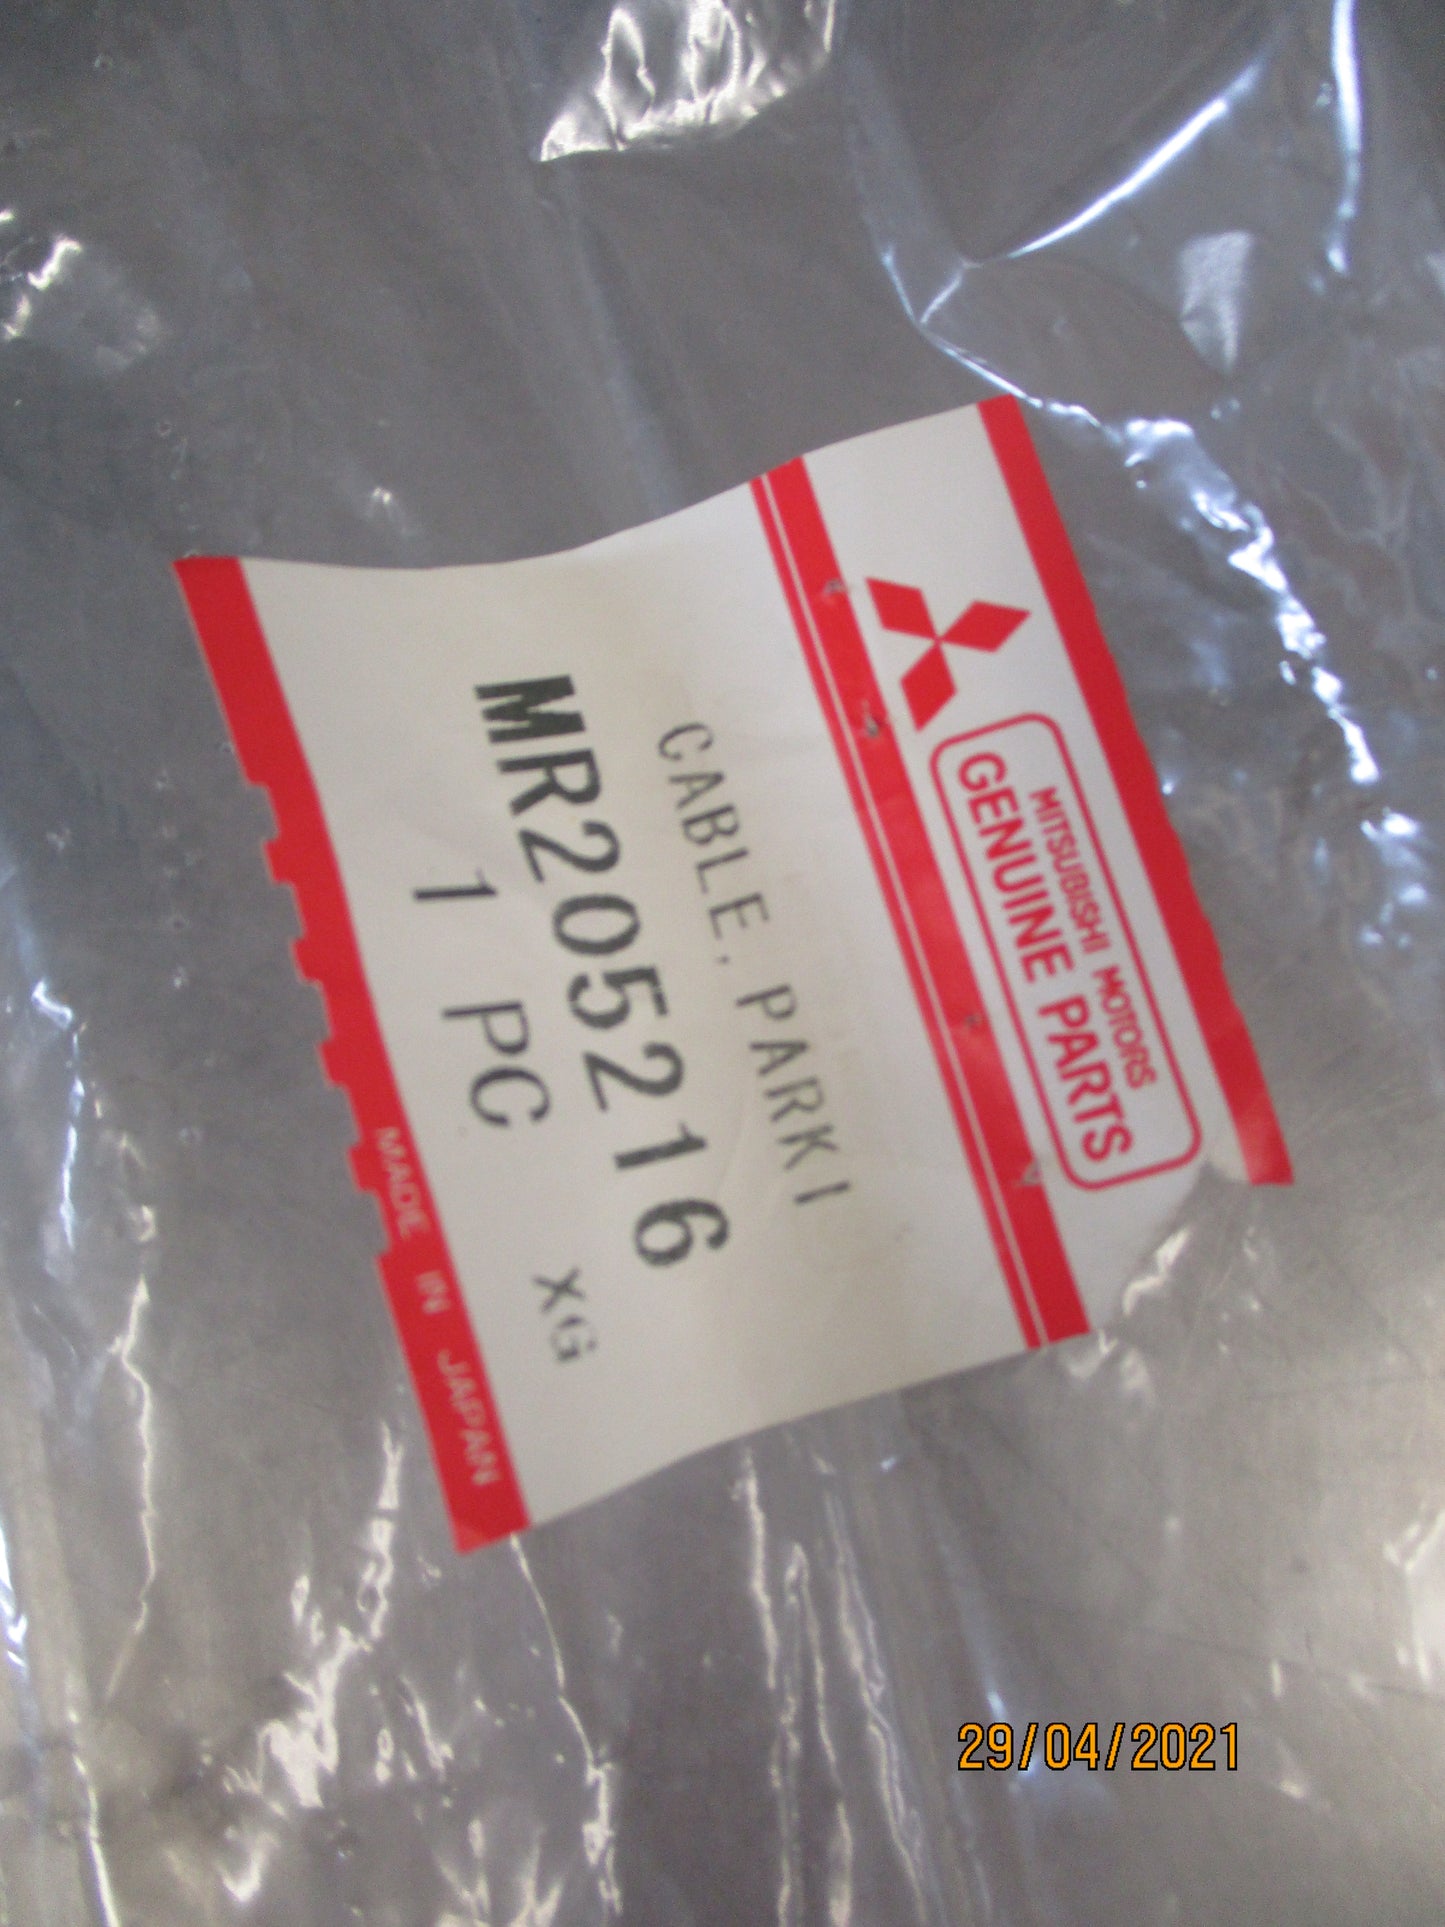 MITSUBISHI MOTORS
GENUINE PARTS
CABLE, PARKI
MR205216
1 PC XG
MADE IN JAPAN
29/04/2021